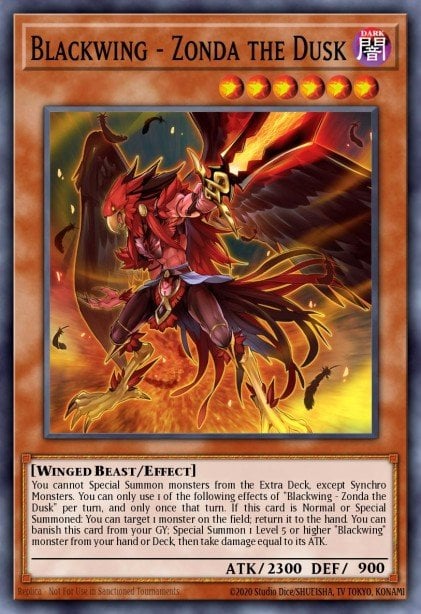 Blackwing - Zonda the Dusk
DARK
闇
[Winged Beast/Effect]
You cannot Special Summon monsters from the Extra Deck, except Synchro
Monsters. You can only use 1 of the following effects of "Blackwing - Zonda the
Dusk" per turn, and only once that turn. If this card is Normal or Special
Summoned: You can target 1 monster on the field; return it to the hand. You can
banish this card from your GY; Special Summon 1 Level 5 or higher "Blackwing"
monster from your hand or Deck, then take damage equal to its ATK.
ATK/2300 DEF/ 900
Replica - Not For Use in Sanctioned Tournaments
©2020 Studio Dice/SHUEISHA, TV TOKYO, KONAMI